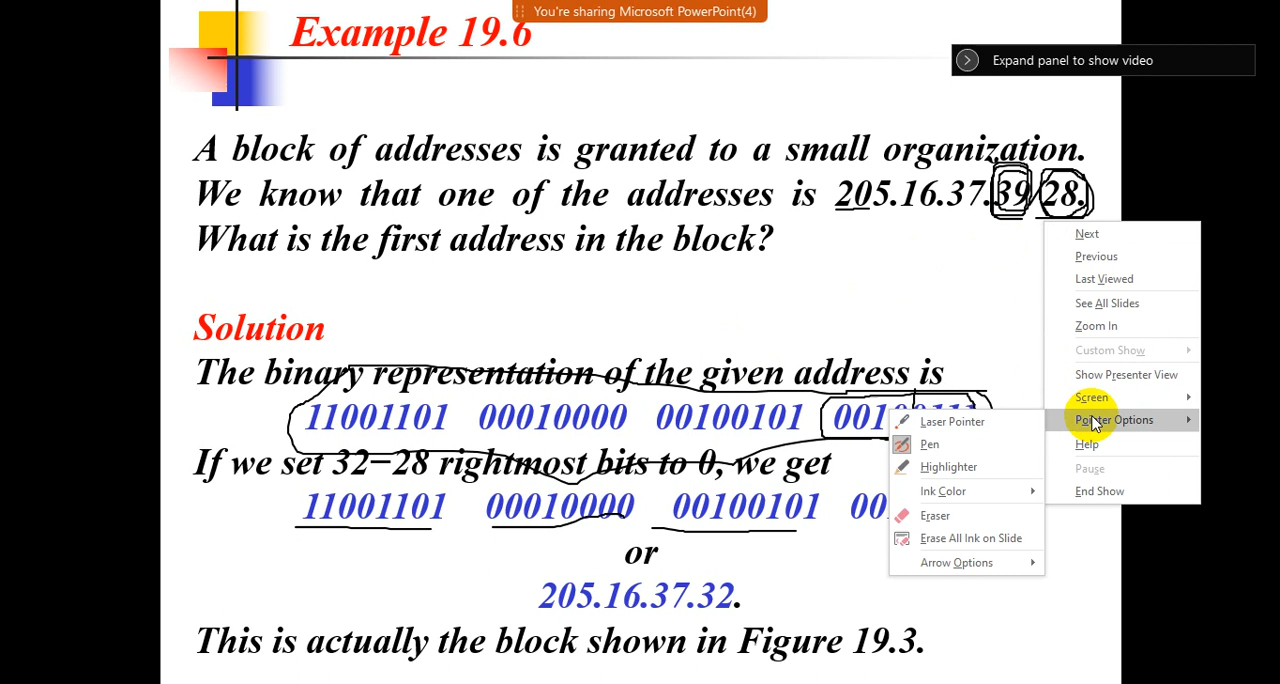 You're sharing Microsoft PowerPoint(4)
Example 19.6
Expand panel to show video
A block of addresses is granted to a small organization.
We know that one of the addresses is 205.16.37.39/28.
What is the first address in the block?
Next
Previous
Last Viewed
See All Slides
Zoom In
Custom Show
Show Presenter View
Screen
Pointer Options
Help
Pause
End Show
Solution
The binary representation of the given address is
11001101 00010000 00100101 00100111
If we set 32−28 rightmost bits to 0, we get
11001101 00010000 00100101 00
Laser Pointer
Pen
Highlighter
Ink Color
Eraser
Erase All Ink on Slide
Arrow Options
or
205.16.37.32.
This is actually the block shown in Figure 19.3.